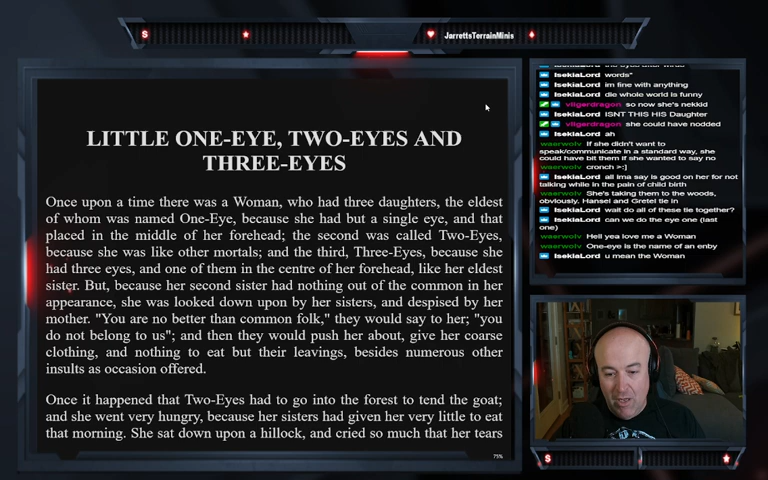 JarrettsTerrainMinis
LITTLE ONE-EYE, TWO-EYES AND
THREE-EYES
Once upon a time there was a Woman, who had three daughters, the eldest
of whom was named One-Eye, because she had but a single eye, and that
placed in the middle of her forehead; the second was called Two-Eyes,
because she was like other mortals; and the third, Three-Eyes, because she
had three eyes, and one of them in the centre of her forehead, like her eldest
sister. But, because her second sister had nothing out of the common in her
appearance, she was looked down upon by her sisters, and despised by her
mother. "You are no better than common folk," they would say to her; "you
do not belong to us"; and then they would push her about, give her coarse
clothing, and nothing to eat but their leavings, besides numerous other
insults as occasion offered.
Once it happened that Two-Eyes had to go into the forest to tend the goat;
and she went very hungry, because her sisters had given her very little to eat
that morning. She sat down upon a hillock, and cried so much that her tears
75%
words"
IsekiaLord im fine with anything
IsekiaLord die whole world is funny
vilgerdragon so now she's nekkid
IsekiaLord ISNT THIS HIS Daughter
vilgerdragon she could have nodded
IsekiaLord ah
waerwolv If she didn't want to
speak/communicate in a standard way, she
could have bit them if she wanted to say no
waerwolv cronch >:]
IsekiaLord all ima say is good on her for not
talking while in the pain of child birth
waerwolv She's taking them to the woods,
obviously. Hansel and Gretel tie in
IsekiaLord wait do all of these tie together?
IsekiaLord can we do the eye one (last
one)
waerwolv Hell yea love me a Woman
waerwolv One-eye is the name of an enby
IsekiaLord u mean the Woman